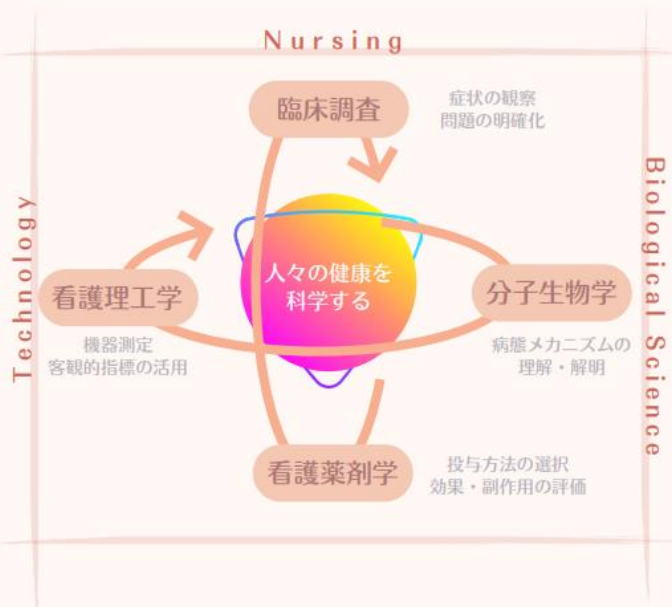 Nursing
臨床調査
症状の観察
問題の明確化
Technology
Biological Science
人々の健康を
科学する
看護理工学
機器測定
客観的指標の活用
分子生物学
病態メカニズムの
理解・解明
看護薬剤学
投与方法の選択
効果・副作用の評価